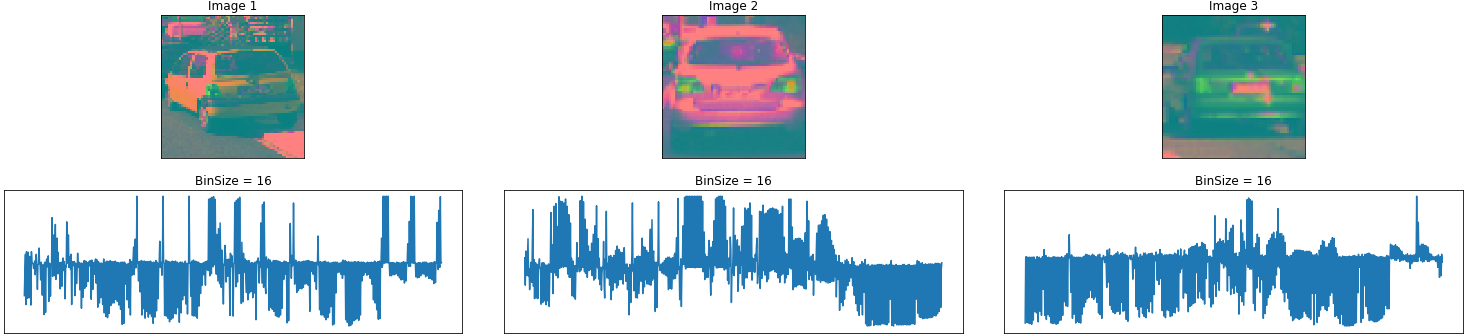 Image 1
Image 2
Image 3
BinSize = 16
BinSize = 16
BinSize = 16